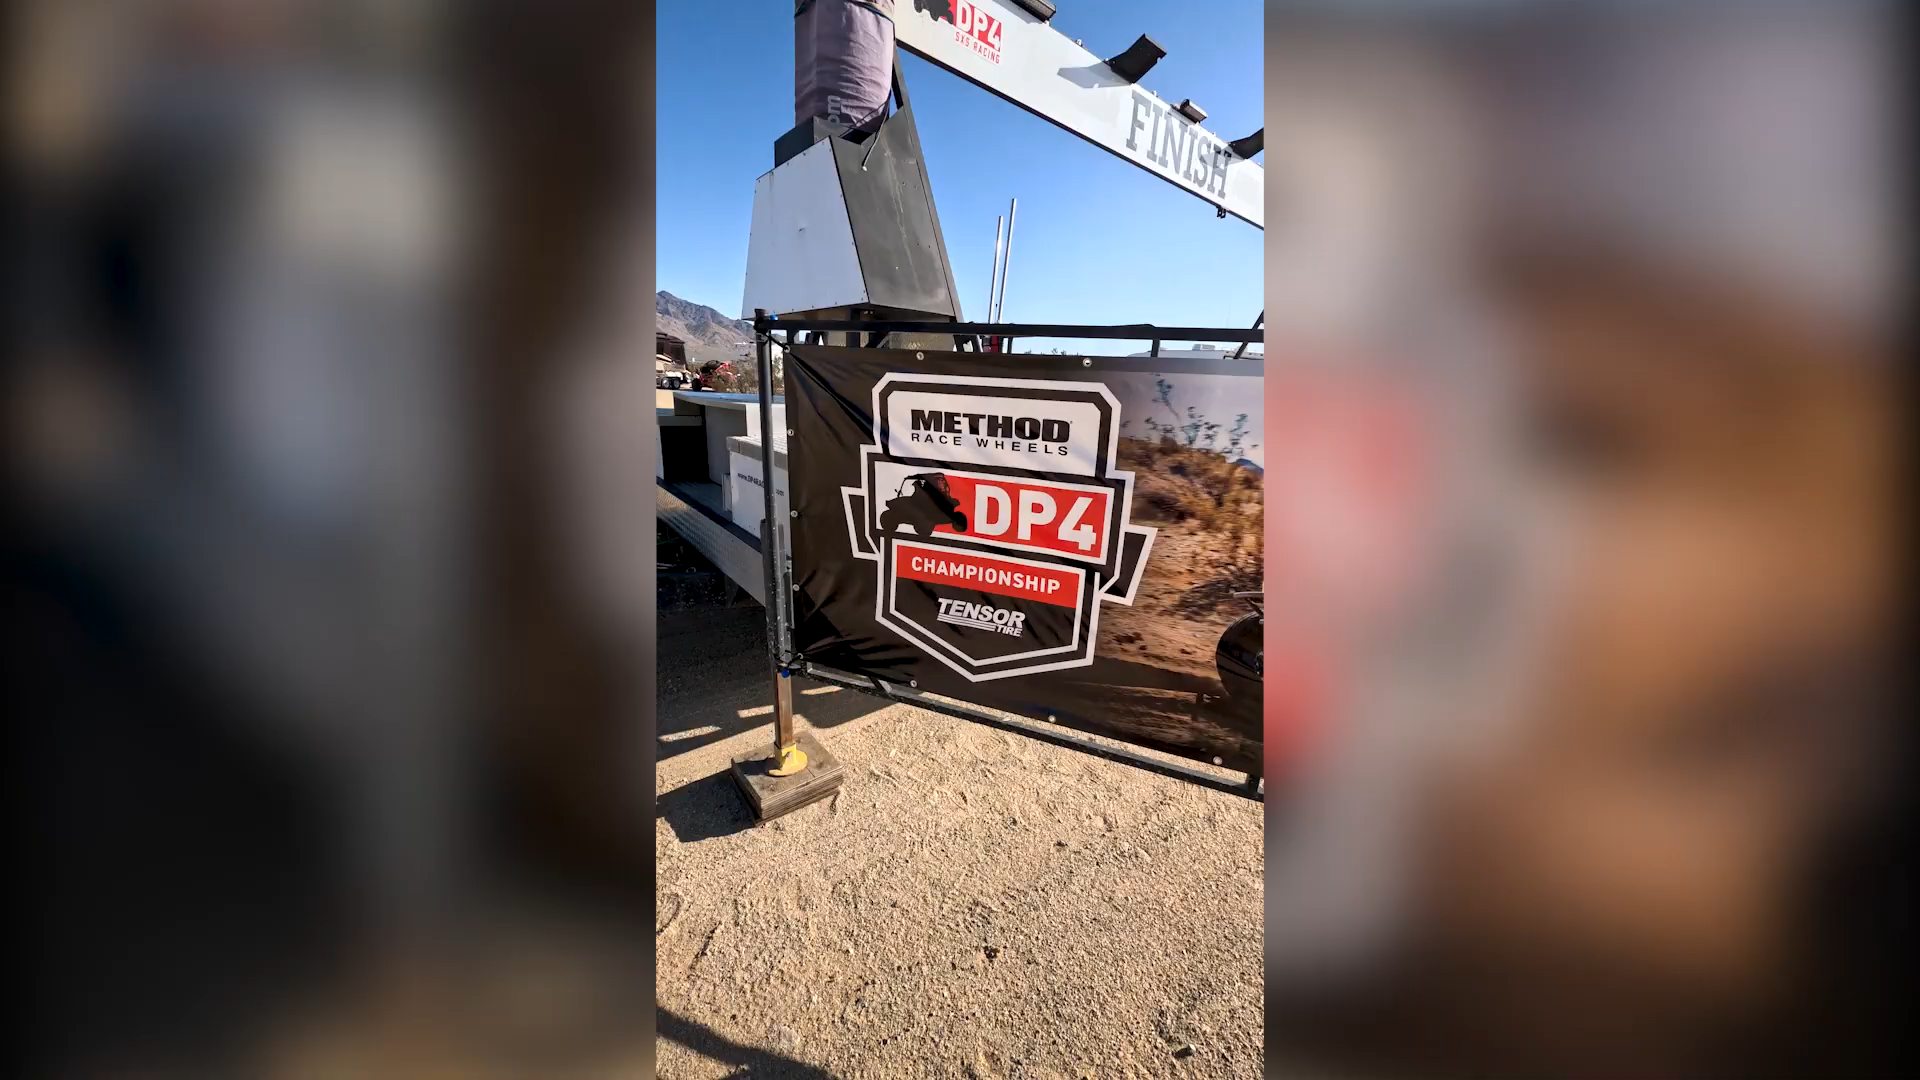 DP4
SXS RACING
FINISH
METHOD
RACE WHEELS
DP4
CHAMPIONSHIP
TENSOR
TIRE